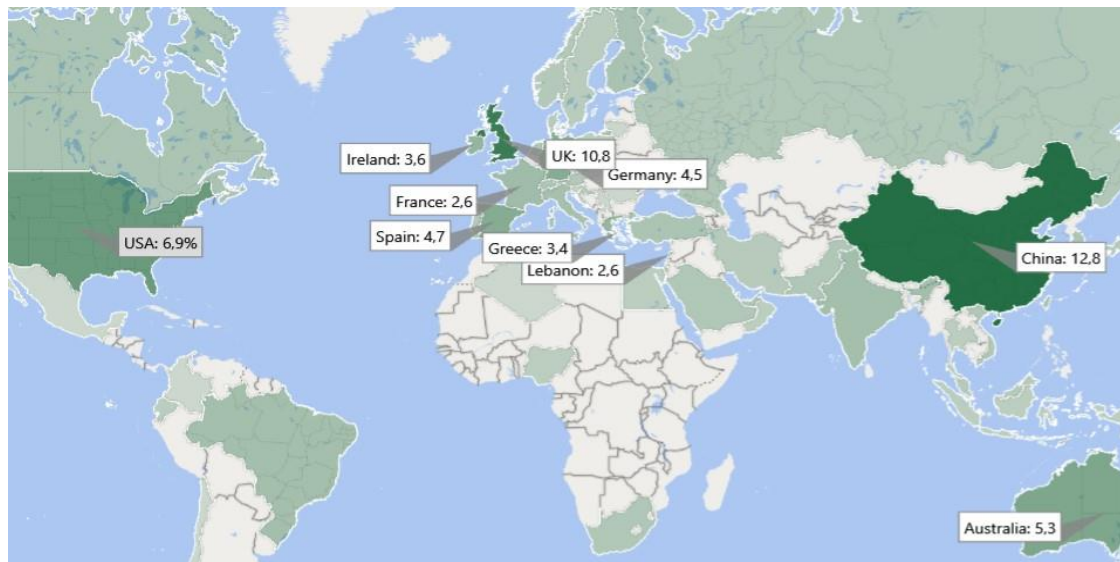 UK: 10,8
Ireland: 3,6
Germany: 4,5
France: 2,6
Spain: 4,7
USA: 6,9%
Greece: 3,4
China: 12,8
Lebanon: 2,6
Australia: 5,3